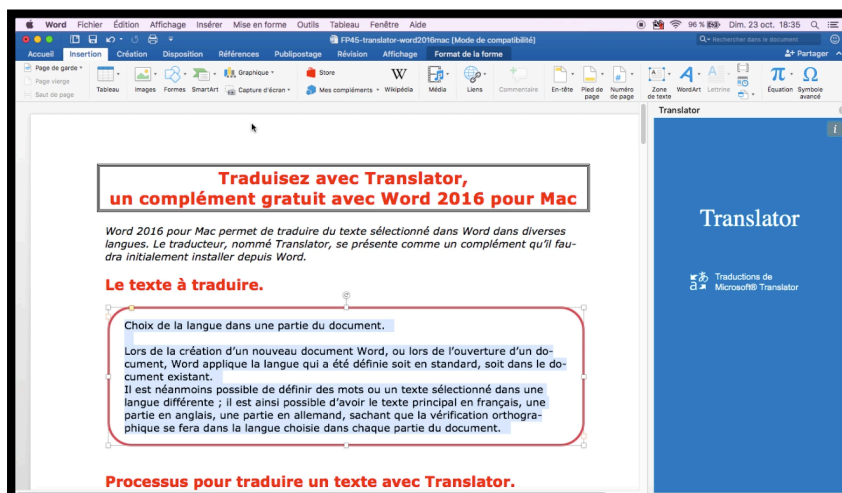 Word Fichier Édition Affichage Insérer Mise en forme Outils Tableau Fenêtre Aide 96 % Dim. 23 oct. 18:35
FP45-translator-word2016mac [Mode de compatibilité] Rechercher dans le document
Accueil Insertion Création Disposition Références Publipostage Révision Affichage Format de la forme Partager
Page de garde
Page vierge
Saut de page
Tableau
Images
Formes
SmartArt
Graphique
Capture d'écran
Store
Mes compléments
Wikipédia
Média
Liens
Commentaire
En-tête
Pied de
page
Numéro
de page
Zone
de texte
WordArt
Lettrine
Équation
Symbole
avancé
Traduisez avec Translator,
un complément gratuit avec Word 2016 pour Mac
Word 2016 pour Mac permet de traduire du texte sélectionné dans Word dans diverses
langues. Le traducteur, nommé Translator, se présente comme un complément qu'il fau-
dra initialement installer depuis Word.
Le texte à traduire.
Choix de la langue dans une partie du document.
Lors de la création d'un nouveau document Word, ou lors de l'ouverture d'un do-
cument, Word applique la langue qui a été définie soit en standard, soit dans le do-
cument existant.
Il est néanmoins possible de définir des mots ou un texte sélectionné dans une
langue différente ; il est ainsi possible d'avoir le texte principal en français, une
partie en anglais, une partie en allemand, sachant que la vérification orthogra-
phique se fera dans la langue choisie dans chaque partie du document.
Processus pour traduire un texte avec Translator.
Translator
Translator
Traductions de
Microsoft® Translator